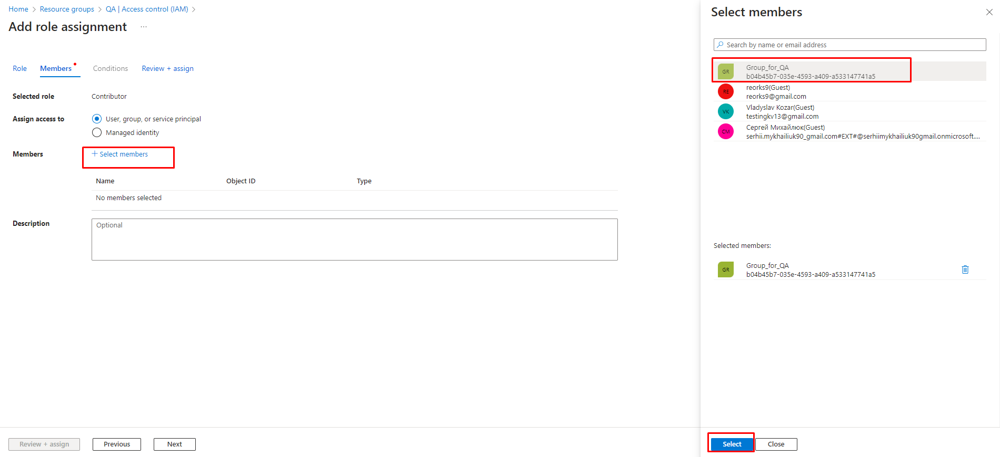 Home > Resource groups > QA | Access control (IAM) >
Add role assignment ...
Role Members Conditions Review + assign
Selected role Contributor
Assign access to User, group, or service principal
Managed identity
Members + Select members
Name Object ID Type
No members selected
Description Optional
Review + assign Previous Next
Select members
Search by name or email address
GR Group_for_QA
b04b45b7-035e-4593-a409-a533147741a5
RE reorks9(Guest)
reorks9@gmail.com
VK Vladyslav Kozar(Guest)
testingkv13@gmail.com
СМ Сергей Михайлюк(Guest)
serhii.mykhailiuk90_gmail.com#EXT#@serhiimykhailiuk90gmail.onmicrosoft....
Selected members:
GR Group_for_QA
b04b45b7-035e-4593-a409-a533147741a5
Select Close